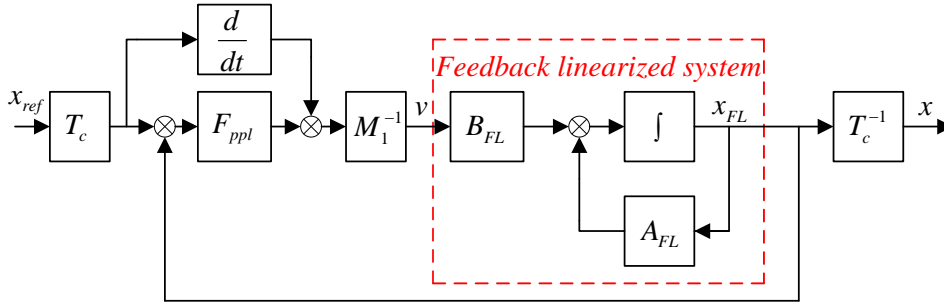 d
dt
Feedback linearized system
x_ref
T_c
F_ppl
M_1^{-1}
v
B_FL
∫
x_FL
T_c^{-1}
x
A_FL